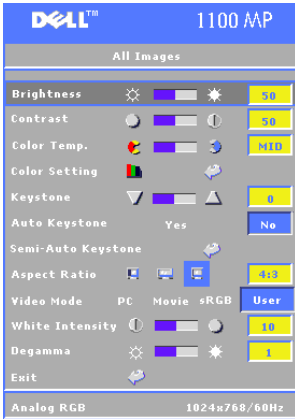 DELL™ 1100 MP
All Images
Brightness 50
Contrast 50
Color Temp. MID
Color Setting
Keystone 0
Auto Keystone Yes No
Semi-Auto Keystone
Aspect Ratio 4:3
Video Mode PC Movie sRGB User
White Intensity 10
Degamma 1
Exit
Analog RGB 1024x768/60Hz